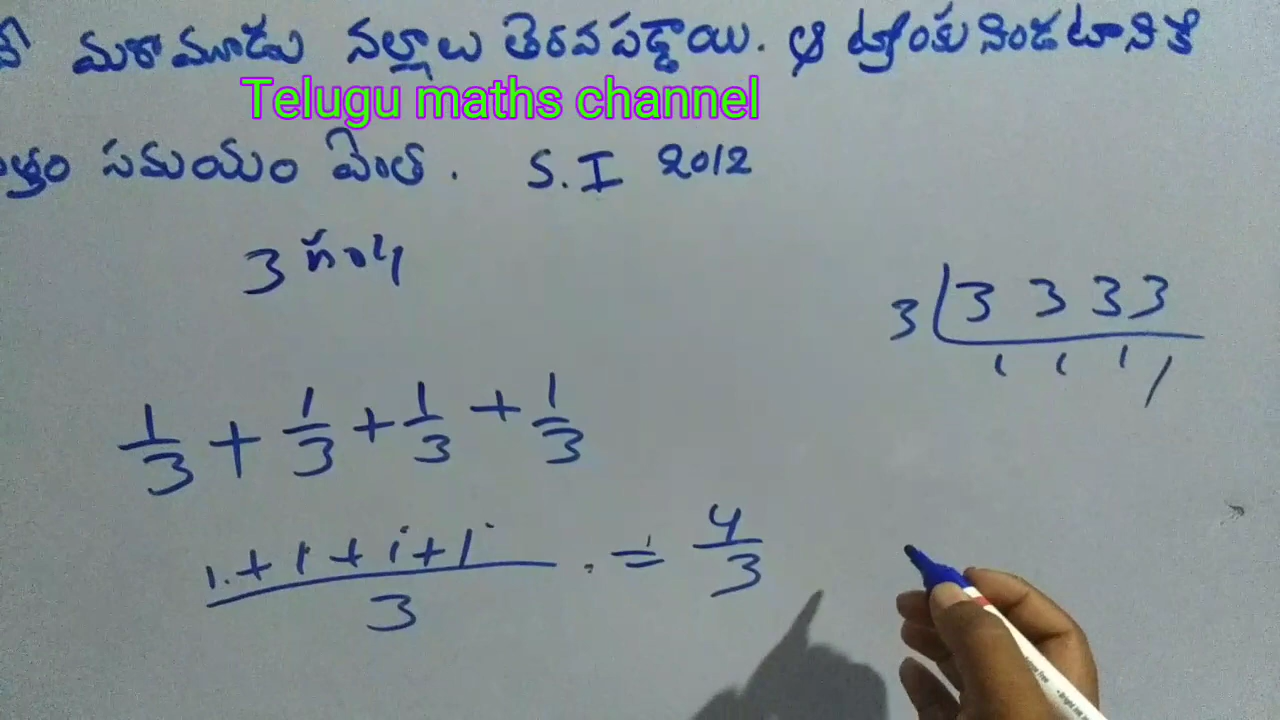 మరా మూడు నల్లాలు తెరవపడ్డాయి. ఆ ట్యాంకు నిండటానికే
Telugu maths channel
సమయం ఎంత. S.I 2012
3 గం
3 3 3 3 3
1 1 1 1
1/3 + 1/3 + 1/3 + 1/3
1+1+1+1/3 = 4/3